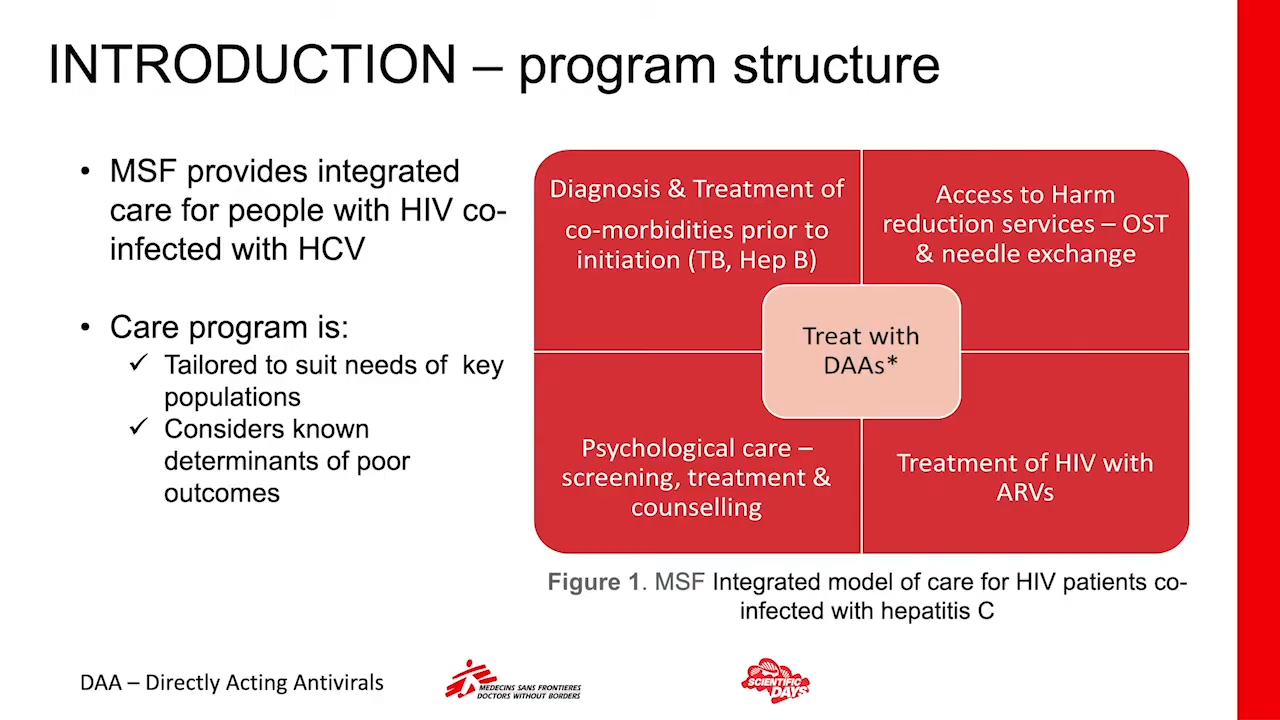 INTRODUCTION – program structure
• MSF provides integrated
care for people with HIV co-
infected with HCV
• Care program is:
✓ Tailored to suit needs of key
populations
✓ Considers known
determinants of poor
outcomes
Diagnosis & Treatment of
co-morbidities prior to
initiation (TB, Hep B)
Access to Harm
reduction services – OST
& needle exchange
Treat with
DAAs*
Psychological care –
screening, treatment &
counselling
Treatment of HIV with
ARVs
Figure 1. MSF Integrated model of care for HIV patients co-
infected with hepatitis C
DAA – Directly Acting Antivirals
MEDECINS SANS FRONTIERES
DOCTORS WITHOUT BORDERS
SCIENTIFIC
DAYS